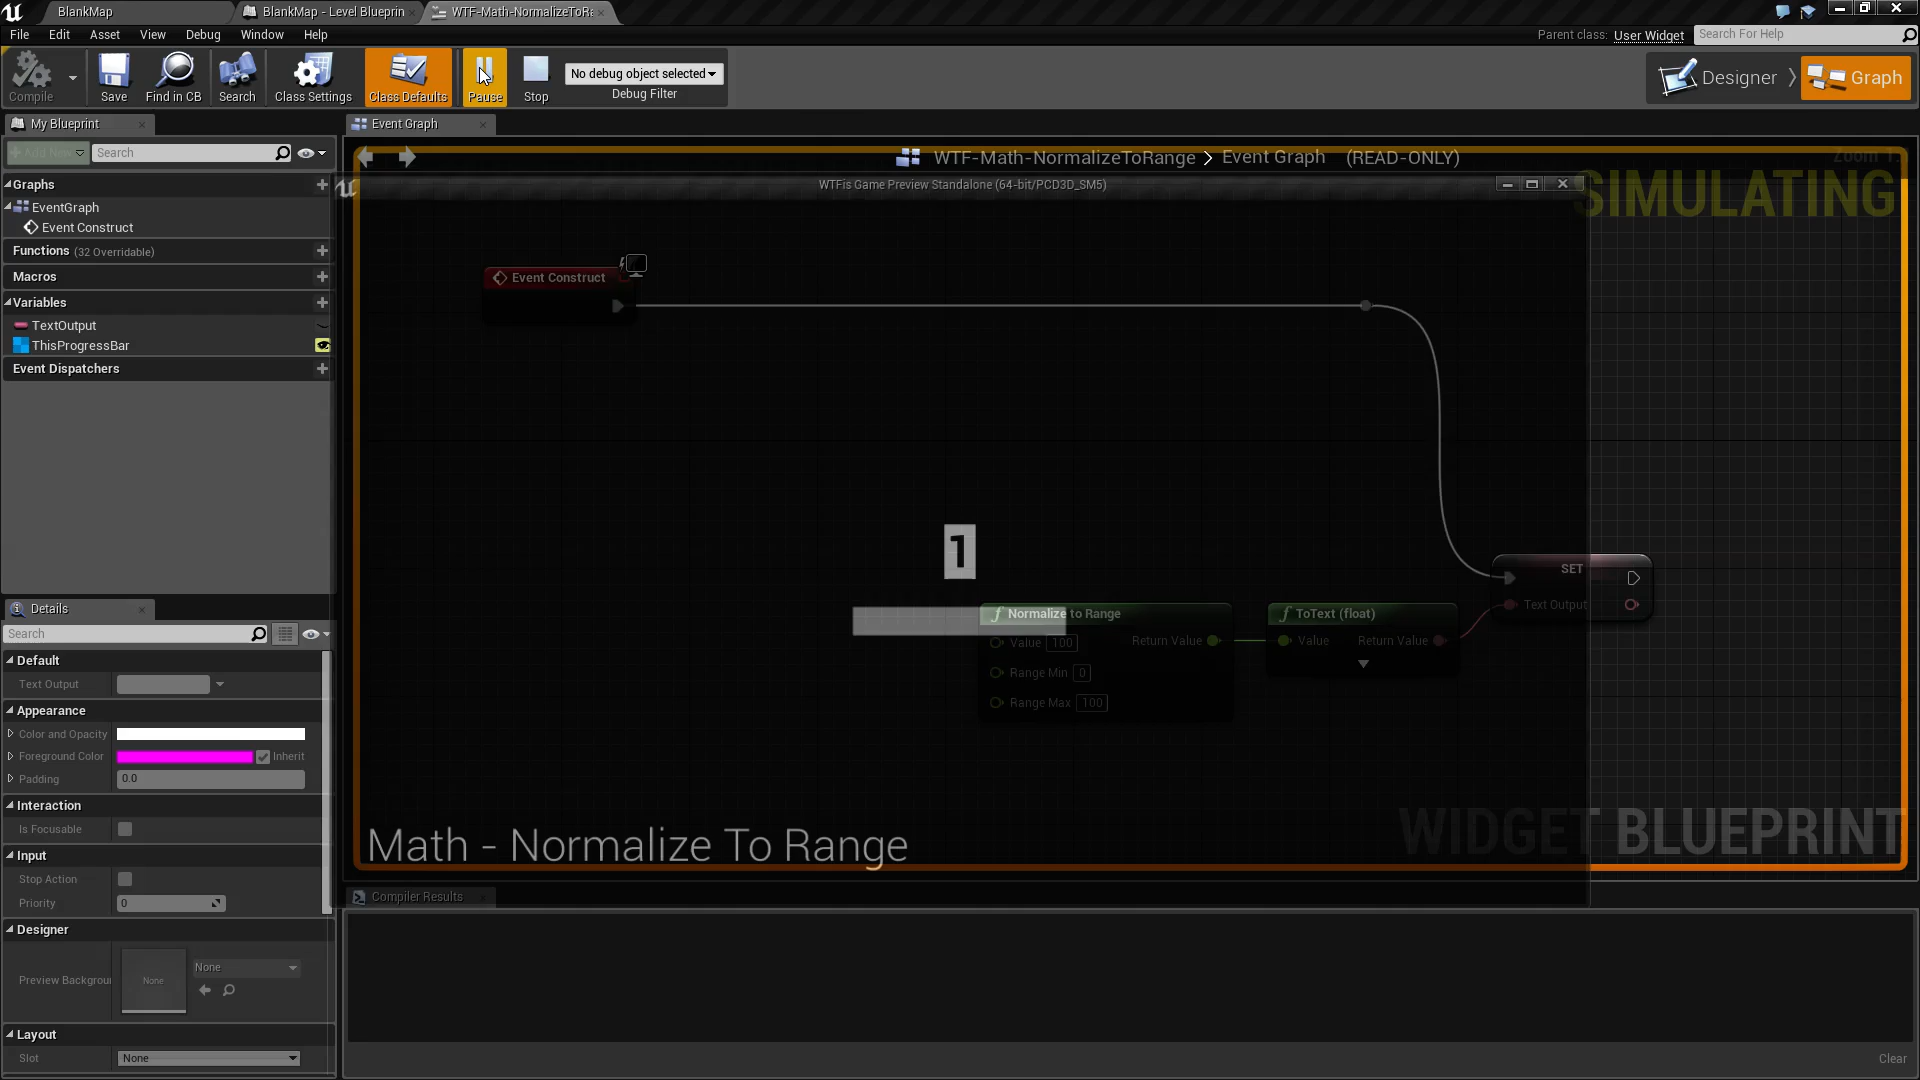 BlankMap
BlankMap - Level Blueprin
WTF-Math-NormalizeToRa
File Edit Asset View Debug Window Help
Parent class: User Widget
Search For Help
Compile
Save
Find in CB
Search
Class Settings
Class Defaults
Pause
Stop
No debug object selected
Debug Filter
Designer
Graph
My Blueprint
Event Graph
Add New
Search
WTF-Math-NormalizeToRange > Event Graph (READ-ONLY)
Zoom 1:
SIMULATING
WTFis Game Preview Standalone (64-bit/PCD3D_SM5)
Graphs
EventGraph
Event Construct
Functions (32 Overridable)
Macros
Variables
TextOutput
ThisProgressBar
Event Dispatchers
Event Construct
1
SET
Text Output
Normalize to Range
Value 100
Return Value
Range Min 0
Range Max 100
ToText (float)
Value
Return Value
Math - Normalize To Range
WIDGET BLUEPRINT
Details
Search
Default
Text Output
Appearance
Color and Opacity
Foreground Color
Inherit
Padding
0.0
Interaction
Is Focusable
Input
Stop Action
Priority
0
Designer
Preview Backgrou
None
None
Layout
Slot
None
Compiler Results
Clear